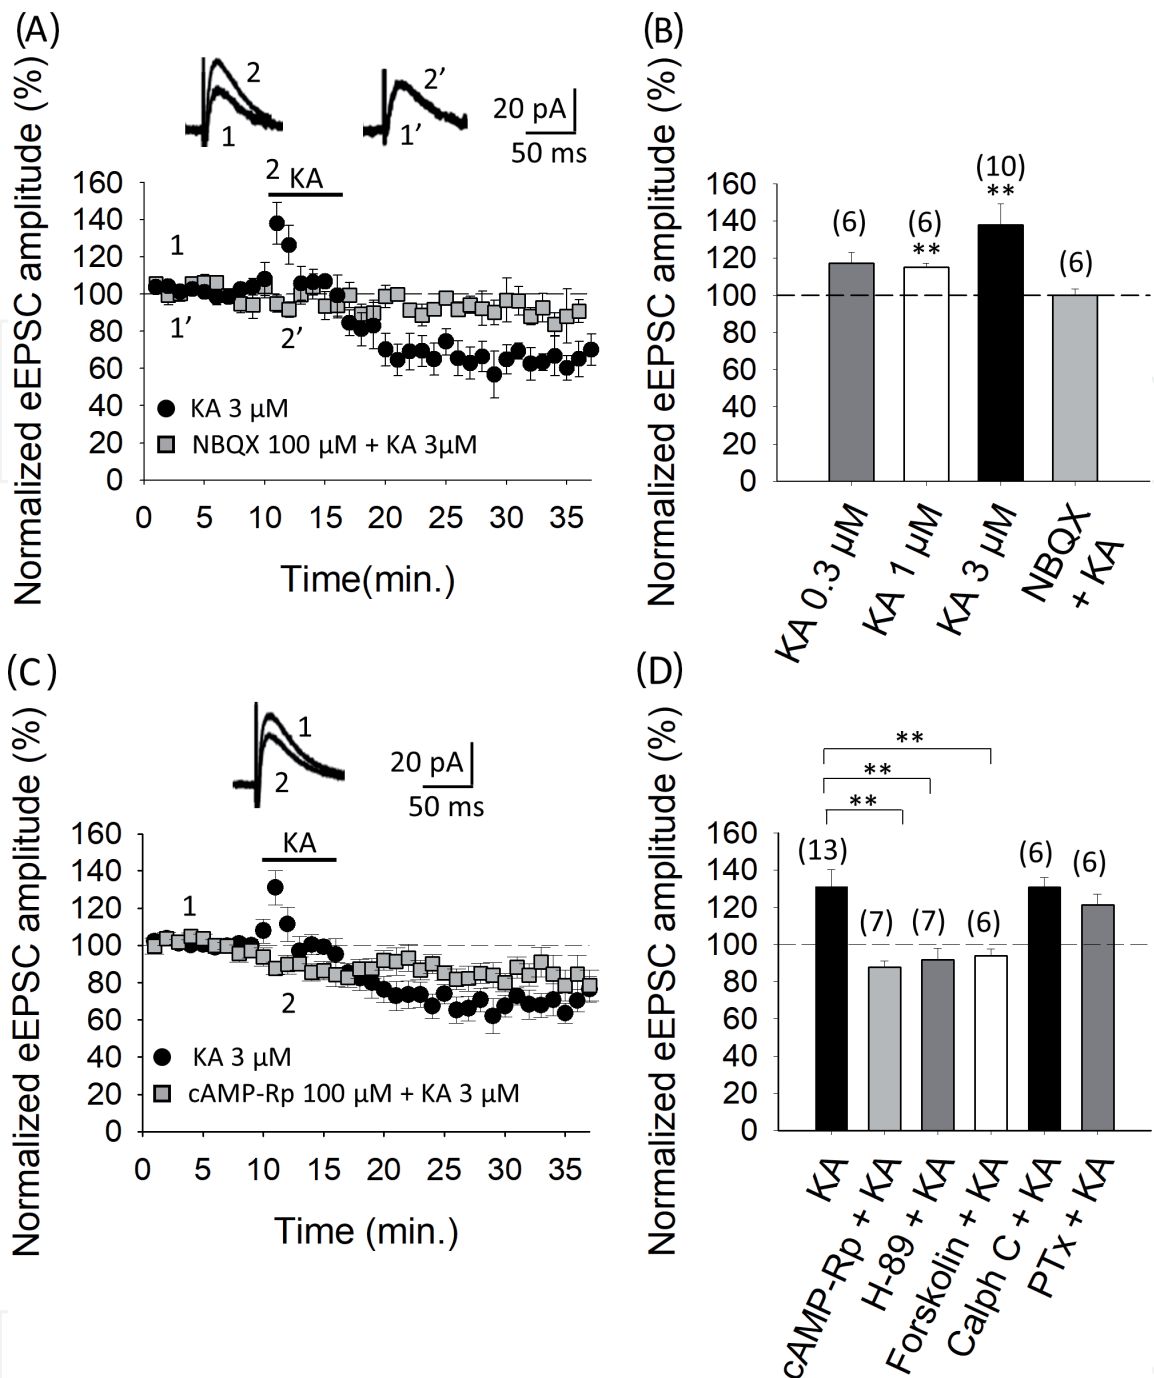 (A)
Normalized eEPSC amplitude (%)
2
1
2’
1’
20 pA
50 ms
2
KA
160
140
120
100
80
60
40
20
0
1
1’
2’
KA 3 µM
NBQX 100 µM + KA 3µM
0 5 10 15 20 25 30 35
Time(min.)
(B)
Normalized eEPSC amplitude (%)
160
140
120
100
80
60
40
20
0
(6)
(6)
**
(10)
**
(6)
KA 0.3 µM
KA 1 µM
KA 3 µM
NBQX
+ KA
(C)
Normalized eEPSC amplitude (%)
1
2
20 pA
50 ms
KA
160
140
120
100
80
60
40
20
0
1
2
KA 3 µM
cAMP-Rp 100 µM + KA 3 µM
0 5 10 15 20 25 30 35
Time (min.)
(D)
Normalized eEPSC amplitude (%)
**
**
**
160
140
120
100
80
60
40
20
0
(13)
(7)
(7)
(6)
(6)
(6)
KA
cAMP-Rp + KA
H-89 + KA
Forskolin + KA
Calph C + KA
PTx + KA